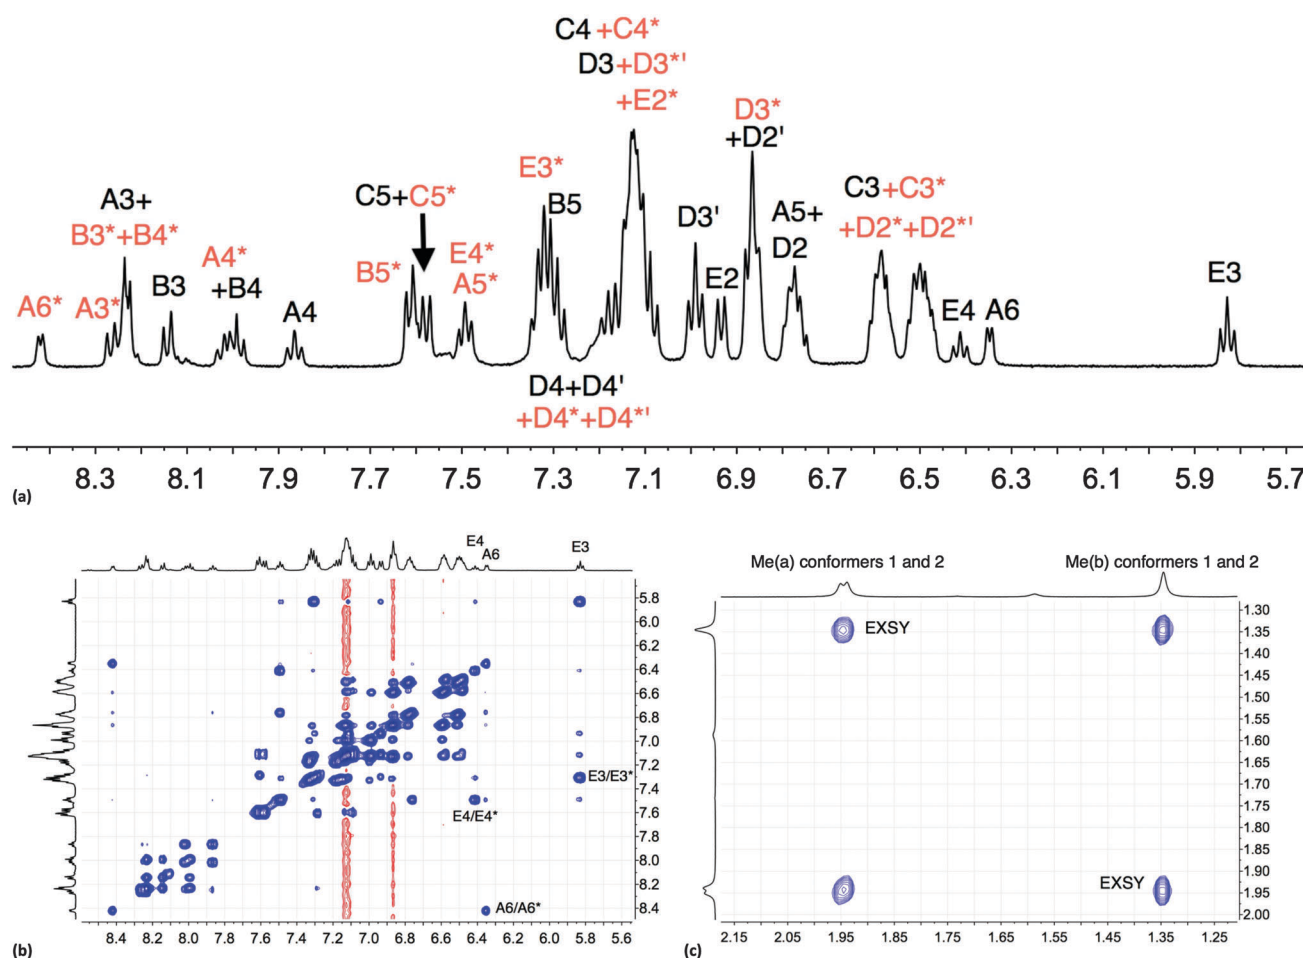 C4 +C4*
D3 +D3*'
+E2*
D3*
+D2'
A3+
B3*+B4*
A4*
+B4
C5+C5*
E3*
B5
C3+C3*
+D2*+D2*'
A5+
D2
D3'
E2
B5*
E4*
A5*
A6*
A3*
B3
A4
E4
A6
E3
D4+D4'
+D4*+D4*'
8.3 8.1 7.9 7.7 7.5 7.3 7.1 6.9 6.7 6.5 6.3 6.1 5.9 5.7
(a)
E4
A6
E3
5.8
6.0
6.2
6.4
6.6
6.8
7.0
7.2
7.4
7.6
7.8
8.0
8.2
8.4
E3/E3*
E4/E4*
A6/A6*
8.4 8.2 8.0 7.8 7.6 7.4 7.2 7.0 6.8 6.6 6.4 6.2 6.0 5.8 5.6
(b)
Me(a) conformers 1 and 2
Me(b) conformers 1 and 2
EXSY
EXSY
1.30
1.35
1.40
1.45
1.50
1.55
1.60
1.65
1.70
1.75
1.80
1.85
1.90
1.95
2.00
2.15 2.05 1.95 1.85 1.75 1.65 1.55 1.45 1.35 1.25
(c)